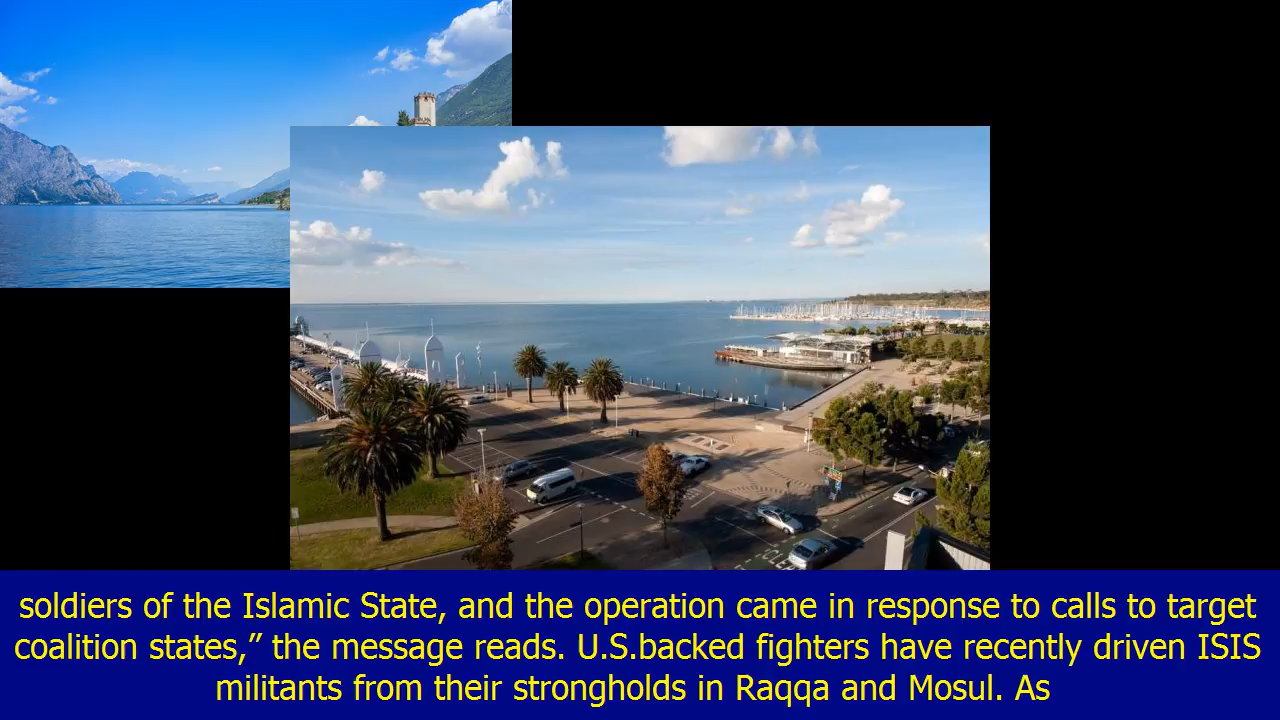 soldiers of the Islamic State, and the operation came in response to calls to target
coalition states,” the message reads. U.S.backed fighters have recently driven ISIS
militants from their strongholds in Raqqa and Mosul. As